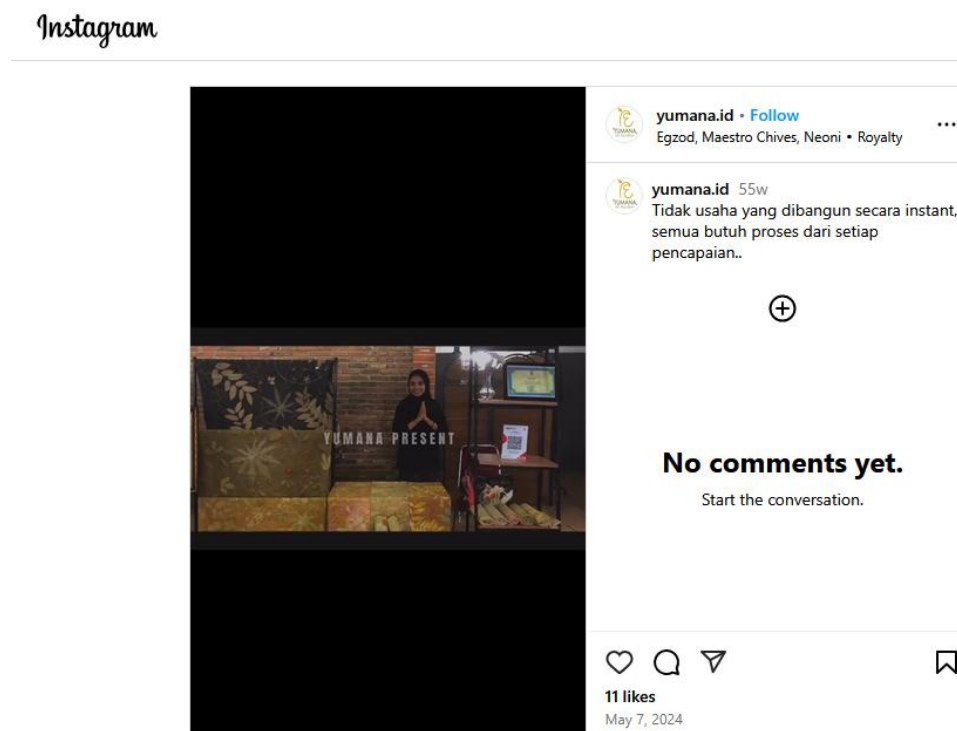 Instagram
yumana.id • Follow
Egzod, Maestro Chives, Neoni • Royalty
yumana.id 55w
Tidak usaha yang dibangun secara instant,
semua butuh proses dari setiap
pencapaian..
YUMANA PRESENT
No comments yet.
Start the conversation.
11 likes
May 7, 2024